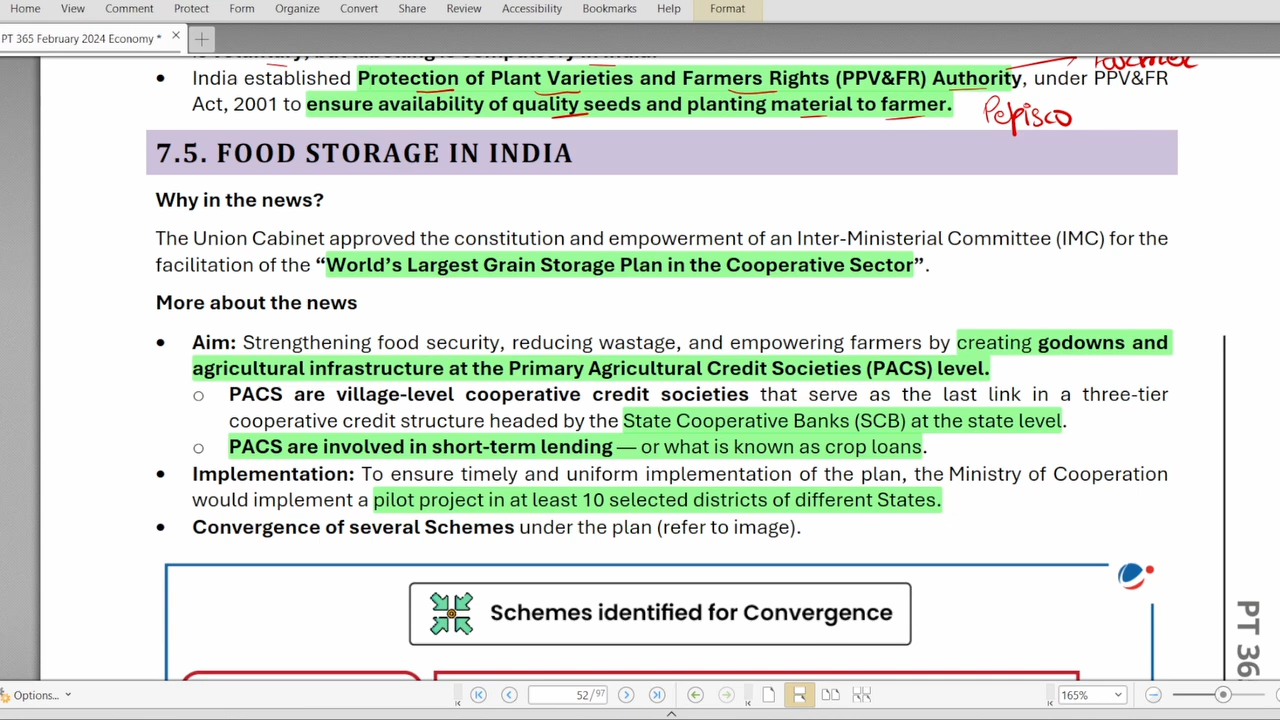 Home View Comment Protect Form Organize Convert Share Review Accessibility Bookmarks Help Format
PT 365 February 2024 Economy * × +
is voluntary, but labeling is compulsory in India.
• India established Protection of Plant Varieties and Farmers Rights (PPV&FR) Authority, under PPV&FR
Act, 2001 to ensure availability of quality seeds and planting material to farmer.
Pepisco
7.5. FOOD STORAGE IN INDIA
Why in the news?
The Union Cabinet approved the constitution and empowerment of an Inter-Ministerial Committee (IMC) for the
facilitation of the “World’s Largest Grain Storage Plan in the Cooperative Sector”.
More about the news
• Aim: Strengthening food security, reducing wastage, and empowering farmers by creating godowns and
agricultural infrastructure at the Primary Agricultural Credit Societies (PACS) level.
○ PACS are village-level cooperative credit societies that serve as the last link in a three-tier
cooperative credit structure headed by the State Cooperative Banks (SCB) at the state level.
○ PACS are involved in short-term lending — or what is known as crop loans.
• Implementation: To ensure timely and uniform implementation of the plan, the Ministry of Cooperation
would implement a pilot project in at least 10 selected districts of different States.
• Convergence of several Schemes under the plan (refer to image).
Schemes identified for Convergence
PT 36
Options... 52 / 97 165%